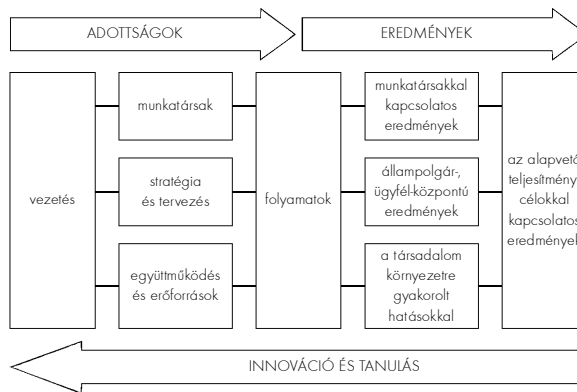 ADOTTSÁGOK
EREDMÉNYEK
vezetés
munkatársak
stratégia
és tervezés
együttműködés
és erőforrások
folyamatok
munkatársakkal
kapcsolatos
eredmények
állampolgár-,
ügyfél-központú
eredmények
a társadalom
környezetre
gyakorolt
hatásokkal
az alapvető
teljesítmény
célokkal
kapcsolatos
eredmények
INNOVÁCIÓ ÉS TANULÁS